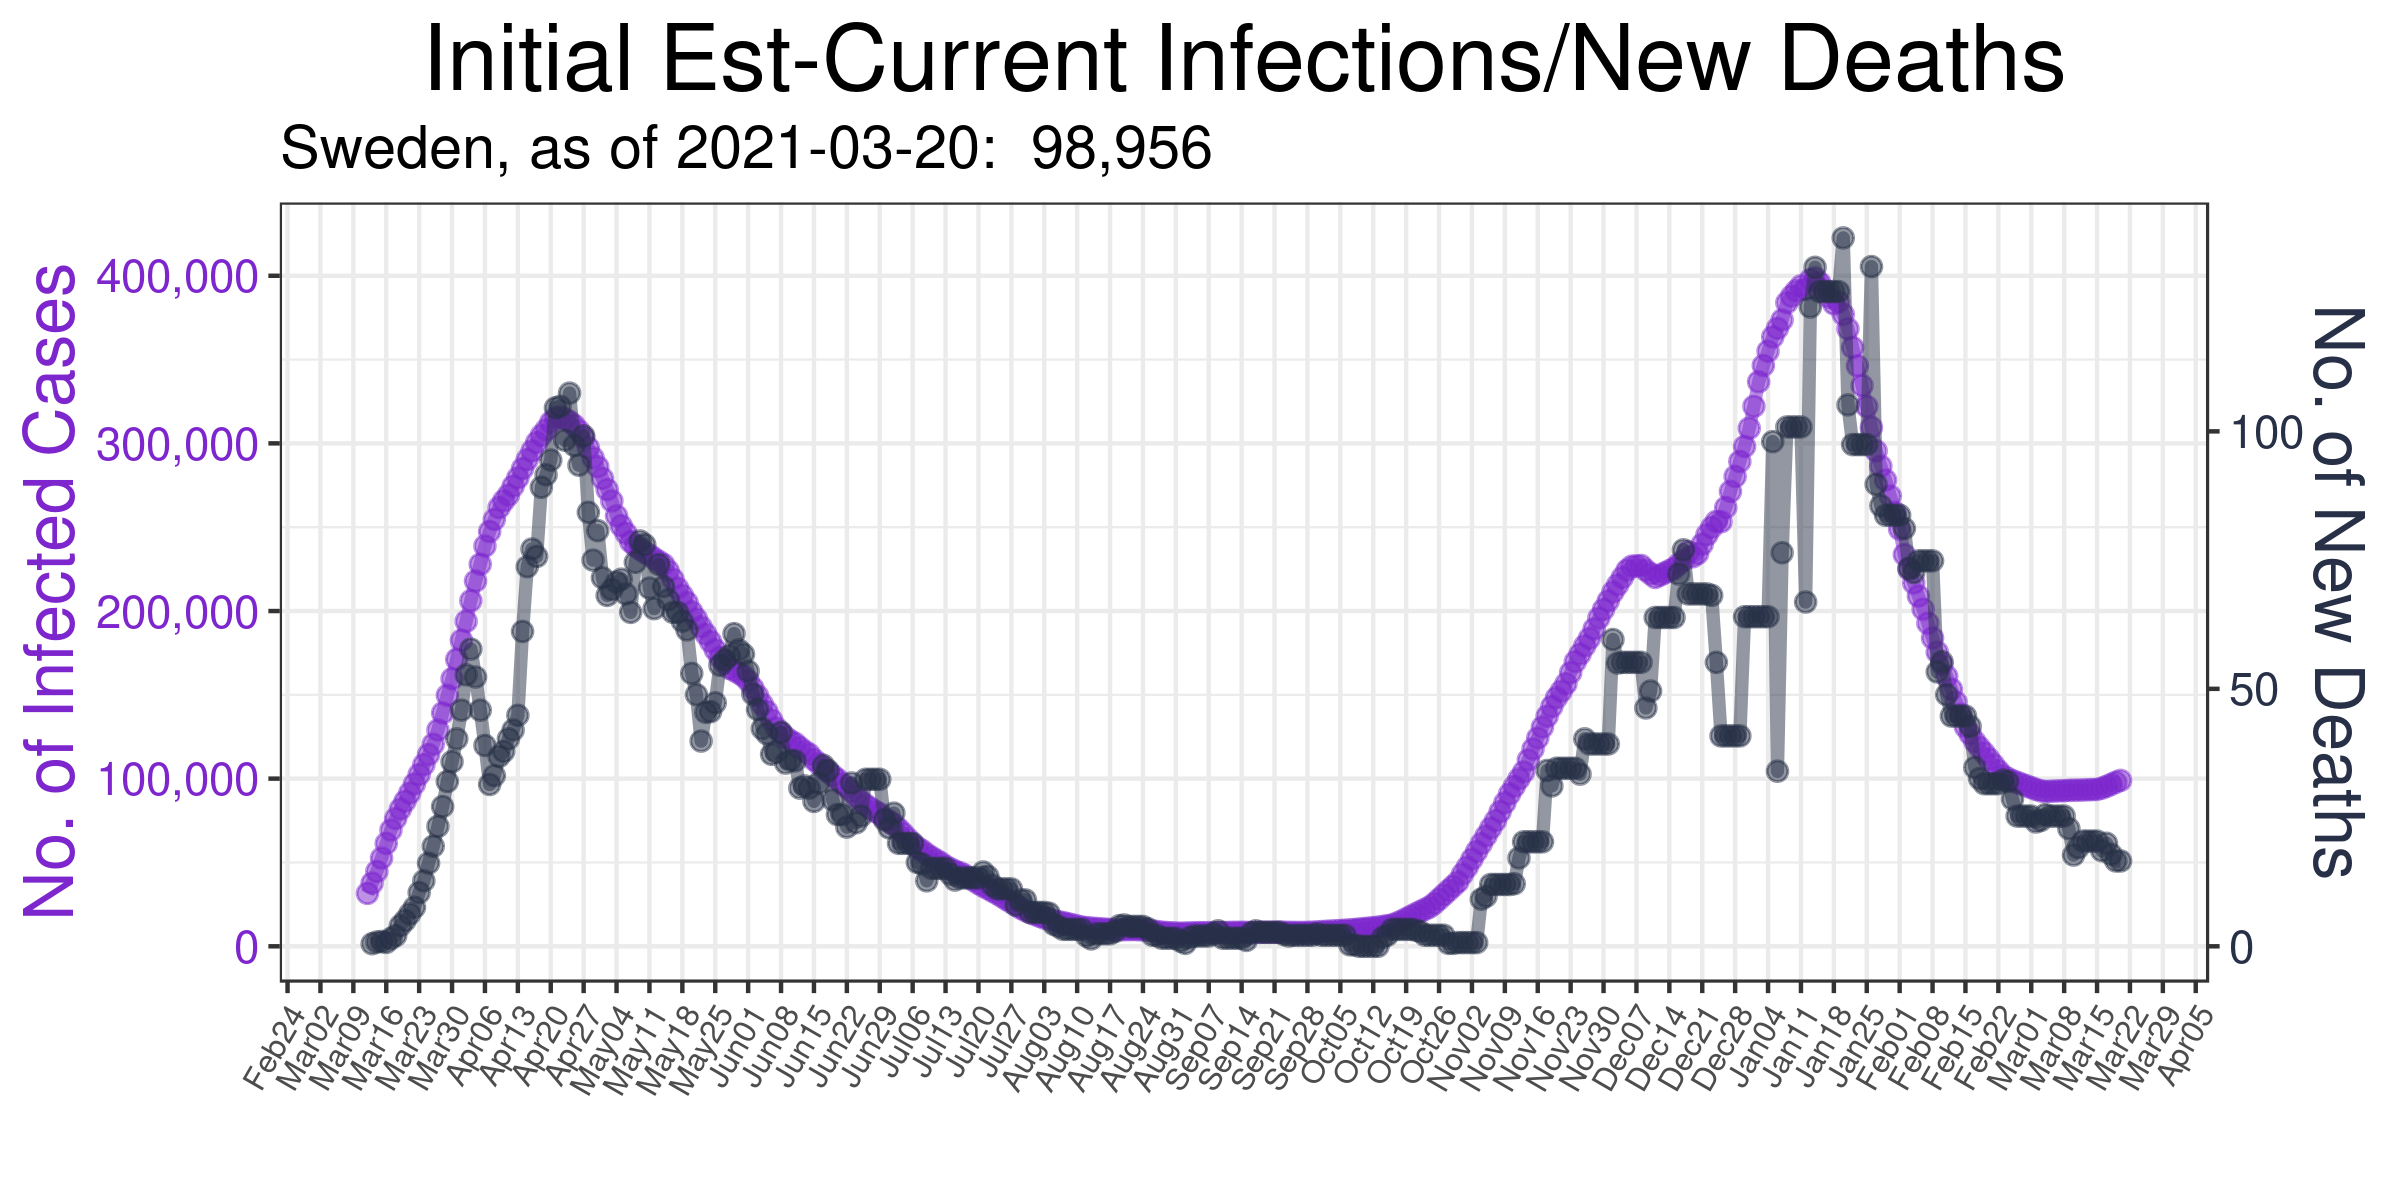 Initial Est-Current Infections/New Deaths
Sweden, as of 2021-03-20:  98,956
No. of Infected Cases
400,000
300,000
200,000
100,000
0
100
50
0
No. of New Deaths
Feb24
Mar02
Mar09
Mar16
Mar23
Mar30
Apr06
Apr13
Apr20
Apr27
May04
May11
May18
May25
Jun01
Jun08
Jun15
Jun22
Jun29
Jul06
Jul13
Jul20
Jul27
Aug03
Aug10
Aug17
Aug24
Aug31
Sep07
Sep14
Sep21
Sep28
Oct05
Oct12
Oct19
Oct26
Nov02
Nov09
Nov16
Nov23
Nov30
Dec07
Dec14
Dec21
Dec28
Jan04
Jan11
Jan18
Jan25
Feb01
Feb08
Feb15
Feb22
Mar01
Mar08
Mar15
Mar22
Mar29
Apr05